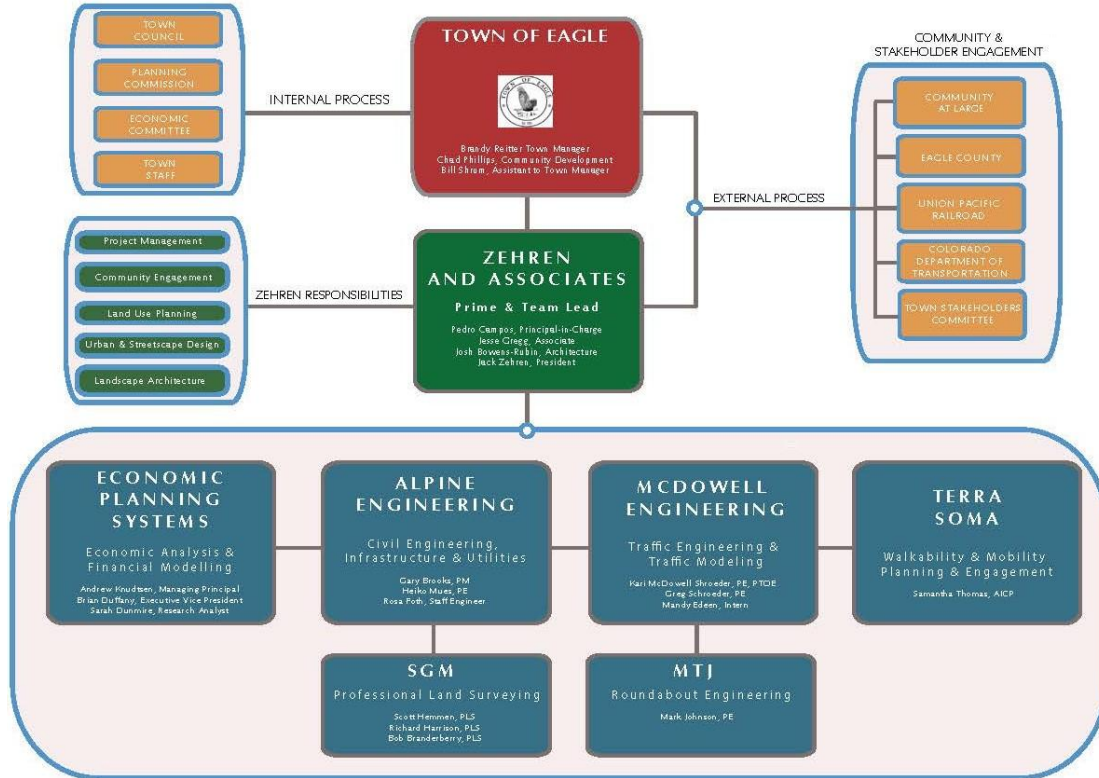 TOWN
COUNCIL
PLANNING
COMMISSION
ECONOMIC
COMMITTEE
TOWN
STAFF
INTERNAL PROCESS
TOWN OF EAGLE
TOWN OF EAGLE
Brandy Reitter Town Manager
Chad Phillips, Community Development
Bill Shrum, Assistant to Town Manager
COMMUNITY &
STAKEHOLDER ENGAGEMENT
COMMUNITY
AT LARGE
EAGLE COUNTY
UNION PACIFIC
RAILROAD
COLORADO
DEPARTMENT OF
TRANSPORTATION
TOWN STAKEHOLDERS
COMMITTEE
EXTERNAL PROCESS
Project Management
Community Engagement
Land Use Planning
Urban & Streetscape Design
Landscape Architecture
ZEHREN RESPONSIBILITIES
ZEHREN
AND ASSOCIATES
Prime & Team Lead
Pedro Campos, Principal-in-Charge
Jesse Gregg, Associate
Josh Bowens-Rubin, Architecture
Jack Zehren, President
ECONOMIC
PLANNING
SYSTEMS
Economic Analysis &
Financial Modelling
Andrew Knudtsen, Managing Principal
Brian Duffany, Executive Vice President
Sarah Dunmire, Research Analyst
ALPINE
ENGINEERING
Civil Engineering,
Infrastructure & Utilities
Gary Brooks, PM
Heiko Mues, PE
Rosa Foth, Staff Engineer
MCDOWELL
ENGINEERING
Traffic Engineering &
Traffic Modeling
Kari McDowell Shroeder, PE, PTOE
Greg Schroeder, PE
Mandy Edeen, Intern
TERRA
SOMA
Walkability & Mobility
Planning & Engagement
Samantha Thomas, AICP
SGM
Professional Land Surveying
Scott Hemmen, PLS
Richard Harrison, PLS
Bob Branderberry, PLS
MTJ
Roundabout Engineering
Mark Johnson, PE